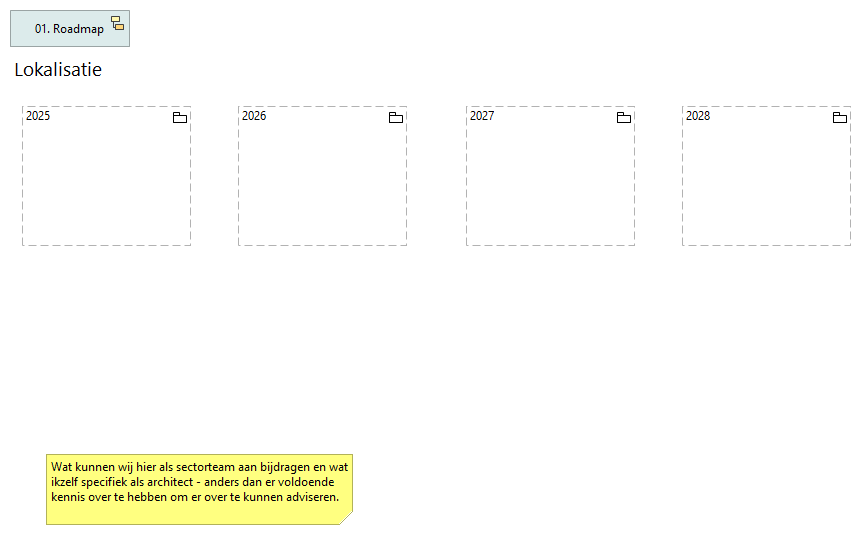 01. Roadmap
Lokalisatie
2025
2026
2027
2028
Wat kunnen wij hier als sectorteam aan bijdragen en wat
ikzelf specifiek als architect - anders dan er voldoende
kennis over te hebben om er over te kunnen adviseren.